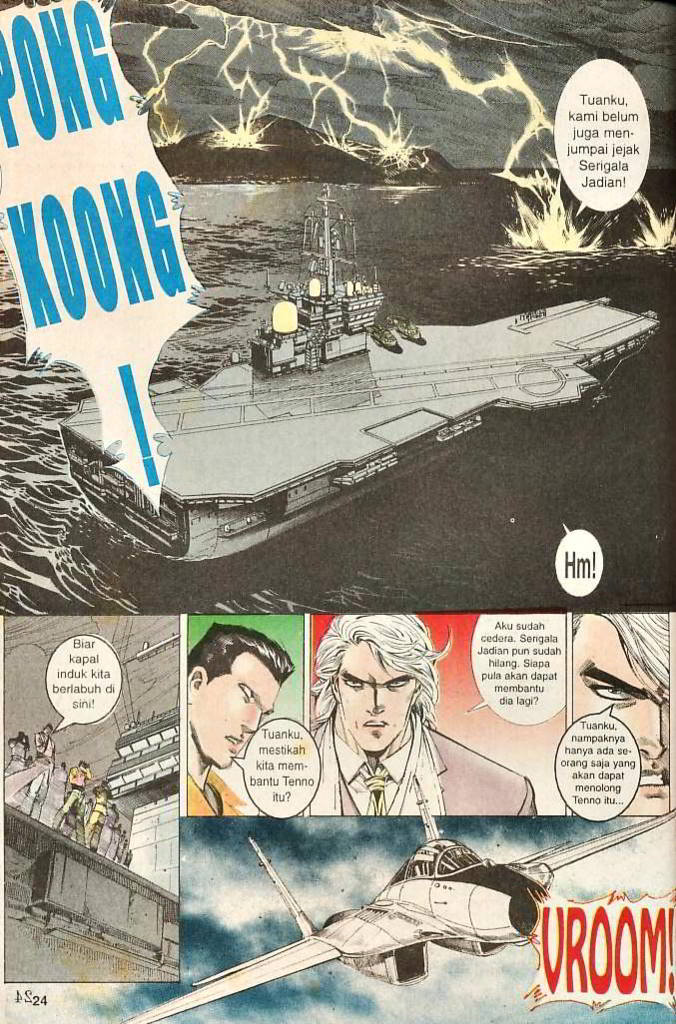 PONG
KOONG
!
Tuanku,
kami belum
juga men-
jumpai jejak
Serigala
Jadian!
Hm!
Biar
kapal
induk kita
berlabuh di
sini!
Tuanku,
mestikah
kita mem-
bantu Tenno
itu?
Aku sudah
cedera. Serigala
Jadian pun sudah
hilang. Siapa
pula akan dapat
membantu
dia lagi?
Tuanku,
nampaknya
hanya ada se-
orang saja yang
akan dapat
menolong
Tenno itu...
VROOM!
24
24